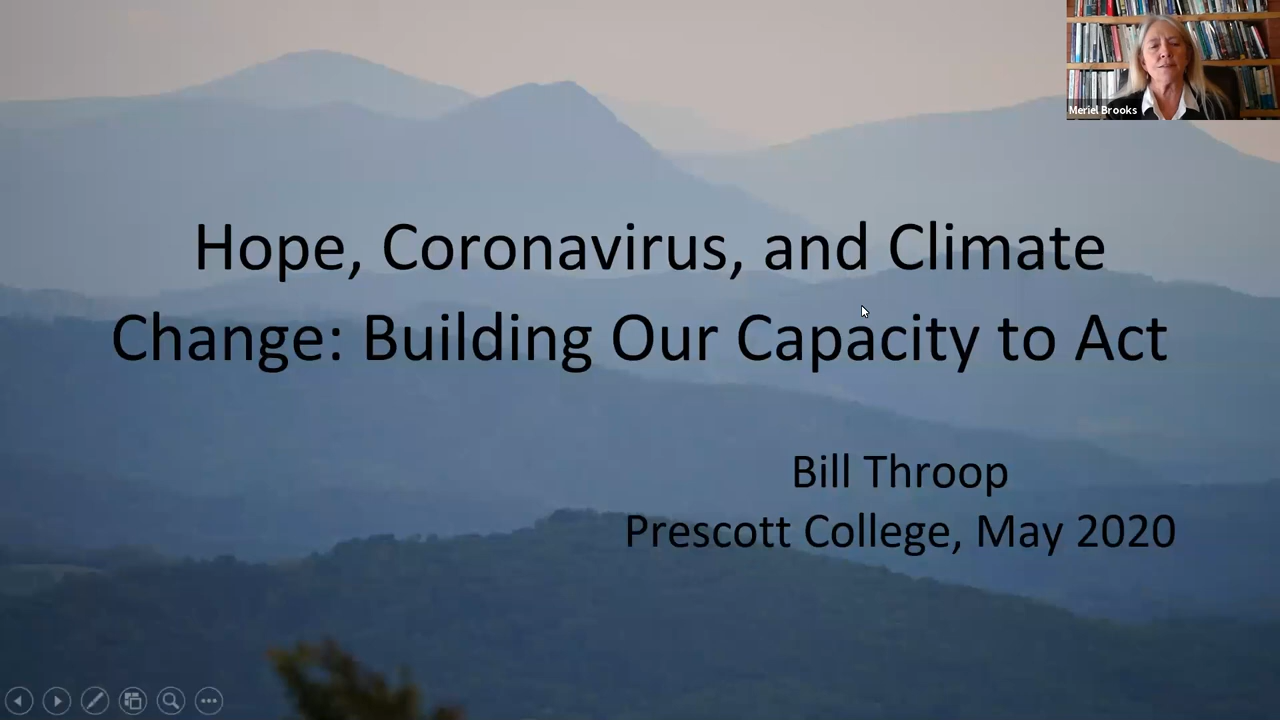 Meriel Brooks
Hope, Coronavirus, and Climate
Change: Building Our Capacity to Act
Bill Throop
Prescott College, May 2020